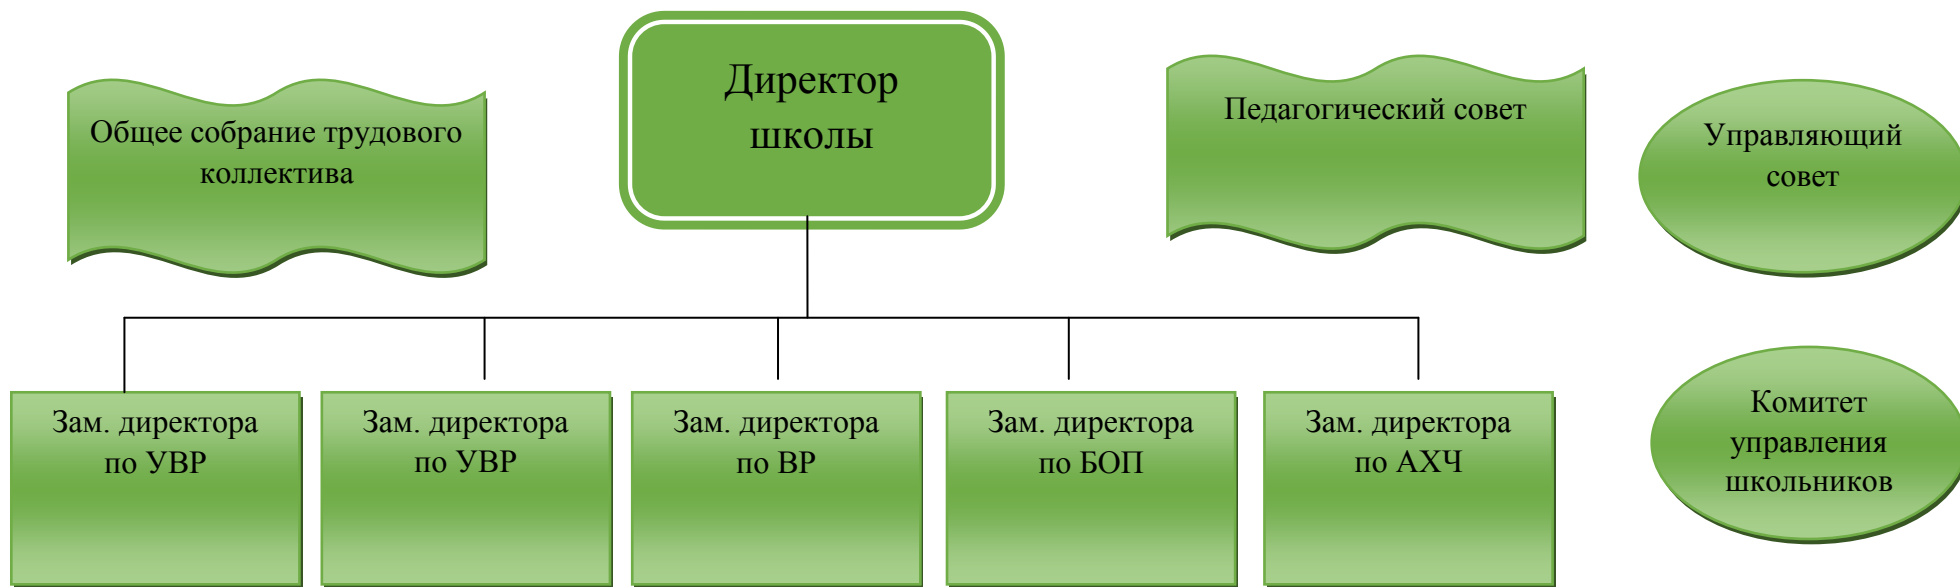 Директор
школы
Общее собрание трудового
коллектива
Педагогический совет
Управляющий
совет
Зам. директора
по УВР
Зам. директора
по УВР
Зам. директора
по ВР
Зам. директора
по БОП
Зам. директора
по АХЧ
Комитет
управления
школьников